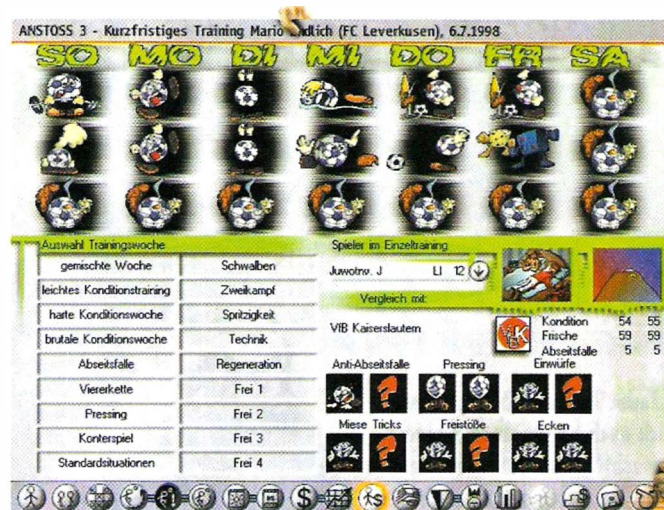 ANSTOSS 3 - Kurzfristiges Training Mario (FC Leverkusen), 6.7.1998
SO MO DI MI DO FR SA
Auswahl Trainingswoche
gemischte Woche Schwalben
leichtes Konditionstraining Zweikampf
harte Konditionswoche Spritzigkeit
brutale Konditionswoche Technik
Abseitsfalle Regeneration
Viererkette Frei 1
Pressing Frei 2
Konterspiel Frei 3
Standardsituationen Frei 4
Spieler im Einzeltraining
Juwotrw. J LI 12
Vergleich mit:
VfB Kaiserslautern
Kondition 54 55
Frische 59 59
Abseitsfalle 5 5
Anti-Abseitsfalle Pressing Einwürfe
Miese Tricks Freistöße Ecken